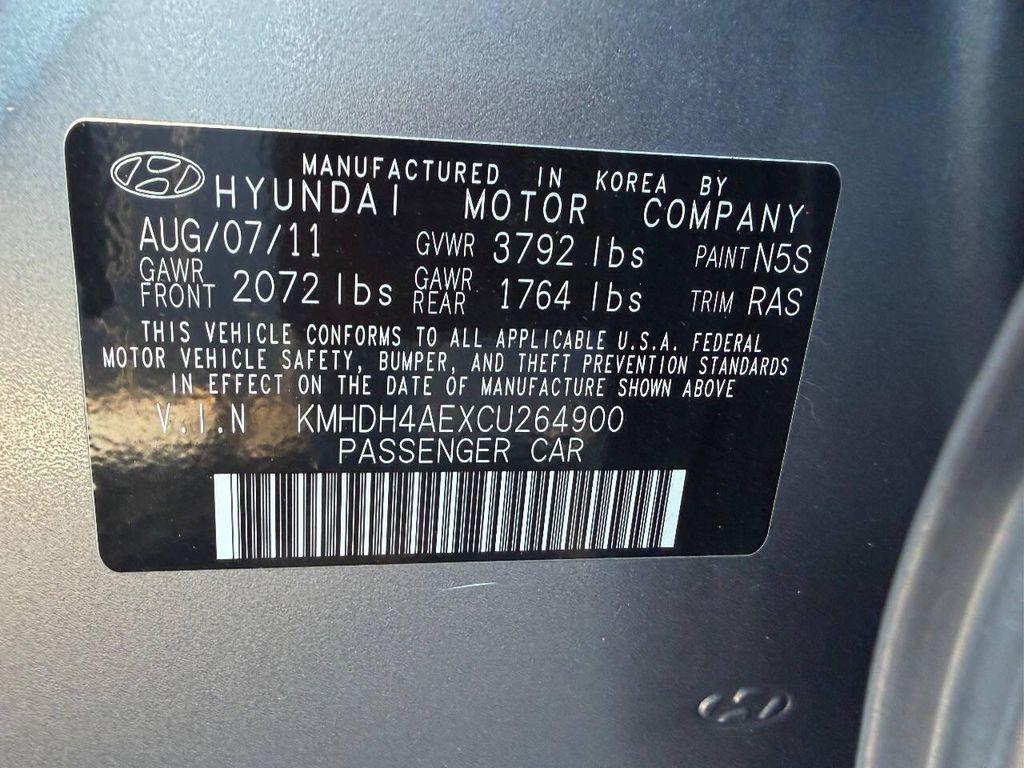 MANUFACTURED IN KOREA BY
HYUNDAI MOTOR COMPANY
AUG/07/11 GVWR 3792 lbs PAINT N5S
GAWR FRONT 2072 lbs GAWR REAR 1764 lbs TRIM RAS
THIS VEHICLE CONFORMS TO ALL APPLICABLE U.S.A. FEDERAL
MOTOR VEHICLE SAFETY, BUMPER, AND THEFT PREVENTION STANDARDS
IN EFFECT ON THE DATE OF MANUFACTURE SHOWN ABOVE
V.I.N KMHDH4AEXCU264900
PASSENGER CAR